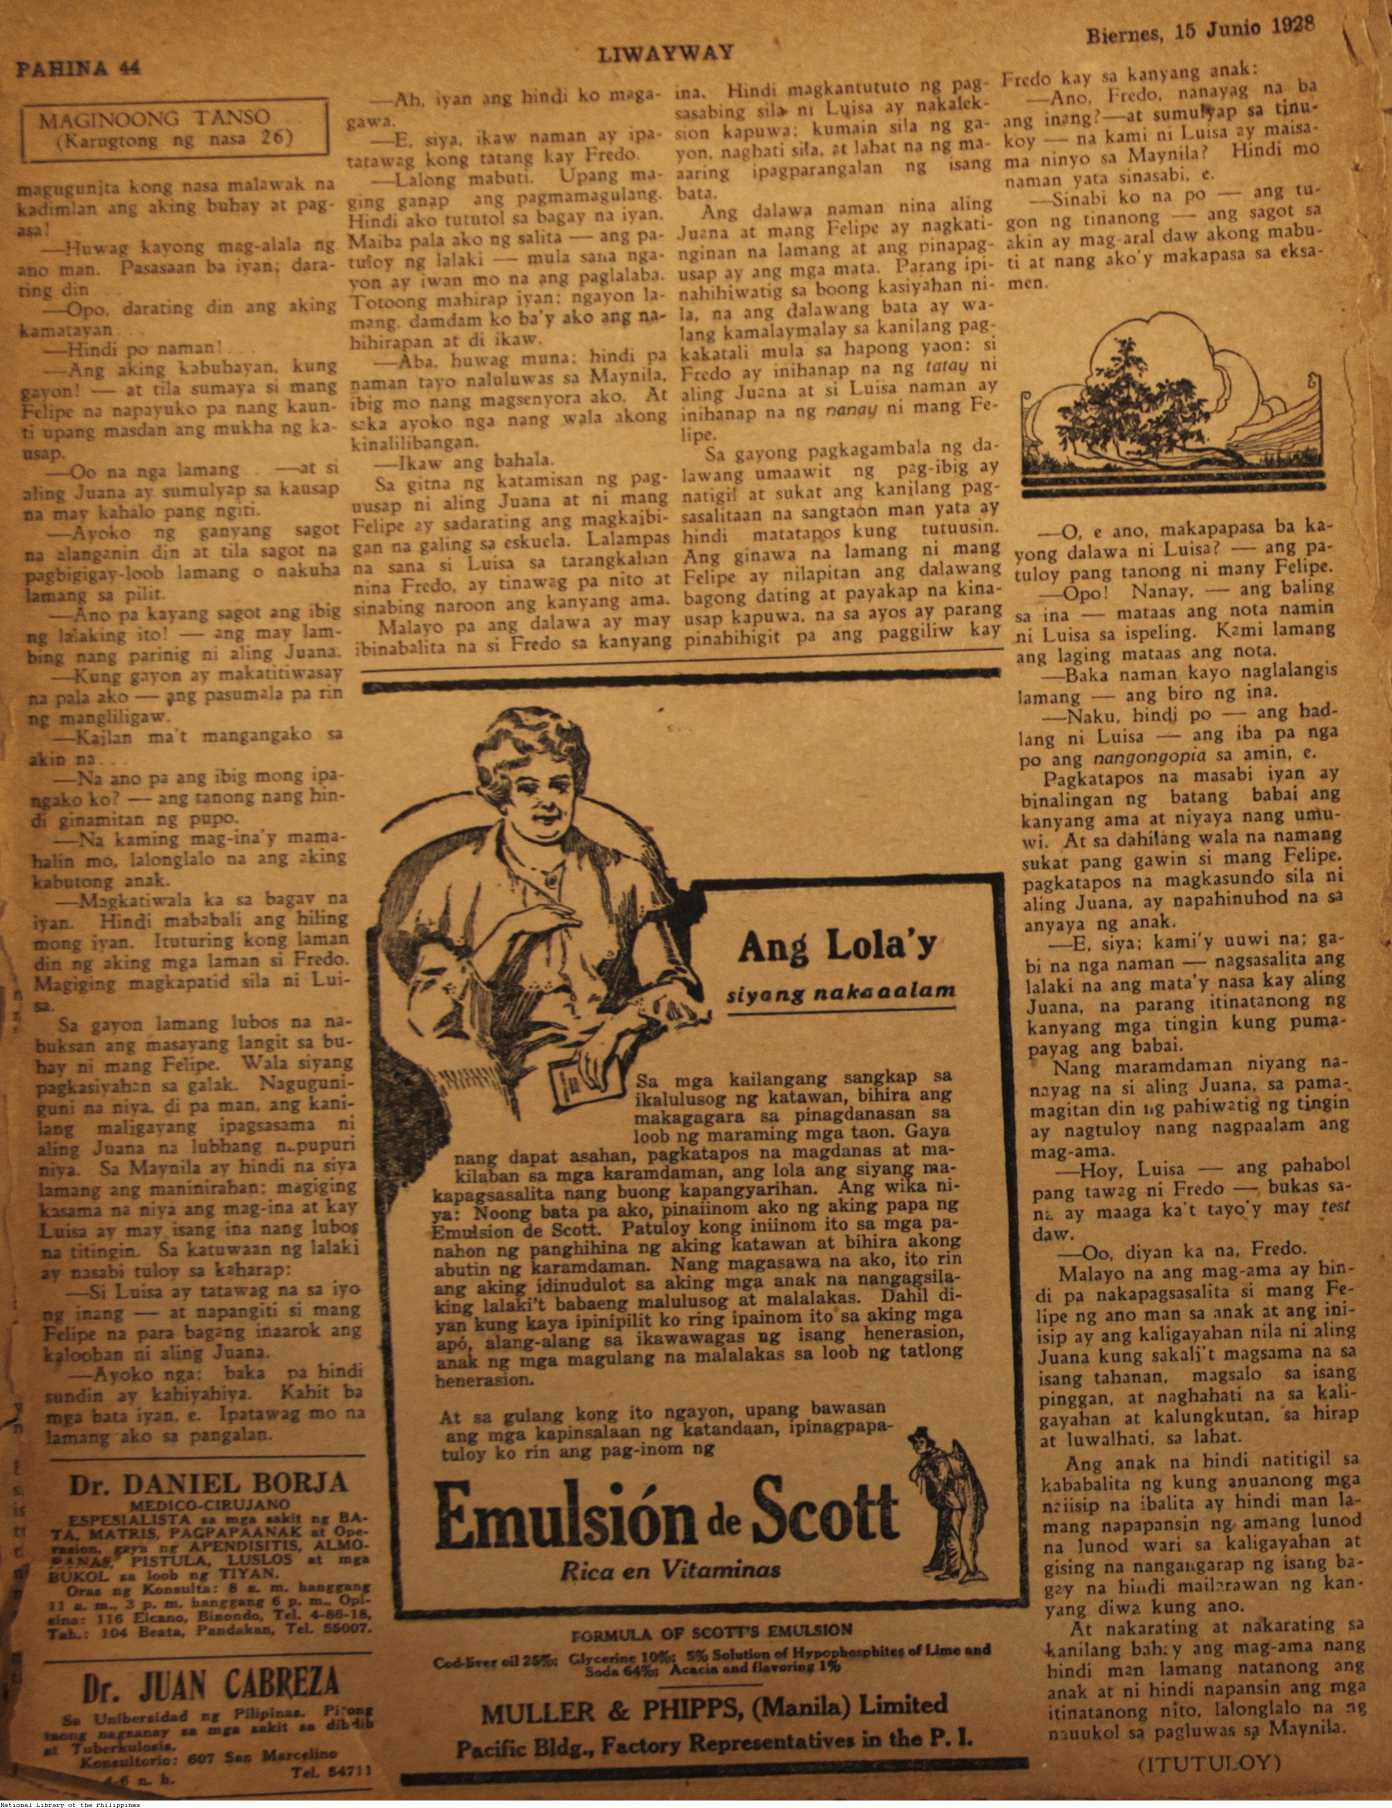 PAHINA 44
LIWAYWAY
Biernes, 15 Junio 1928
MAGINOONG TANSO
(Karugtong ng nasa 26)
magugunita kong nasa malawak na
kadimlan ang aking buhay at pag-
asa!
—Huwag kayong mag-alala ng
ano man. Pasasaan ba iyan; dara-
ting din
—Opo, darating din ang aking
kamatayan...
—Hindi po naman!...
—Ang aking kabuhayan, kung
gayon! — at tila sumaya si mang
Felipe na napayuko pa nang kaun-
ti upang masdan ang mukha ng ka-
usap.
—Oo na nga lamang . . —at si
aling Juana ay sumulyap sa kausap
na may kahalo pang ngiti.
—Ayoko ng ganyang sagot
na alanganin din at tila sagot na
pagbigigay-loob lamang o nakuha
lamang sa pilit.
—Ano pa kayang sagot ang ibig
ng lalaking ito! — ang may lam-
bing nang parinig ni aling Juana.
—Kung gayon ay makatitiwasay
na pala ako — ang pasumala pa rin
ng mangliligaw.
—Kailan ma't mangangako sa
akin na...
—Na ano pa ang ibig mong ipa-
ngako ko? — ang tanong nang hin-
di ginamitan ng pupo.
—Na kaming mag-ina'y mama-
halin mo, lalonglalo na ang aking
kabutong anak.
—Magkatiwala ka sa bagay na
iyan. Hindi mababali ang hiling
mong iyan. Ituturing kong laman
din ng aking mga laman si Fredo.
Magiging magkapatid sila ni Lui-
sa.
Sa gayon lamang lubos na na-
buksan ang masayang langit sa bu-
hay ni mang Felipe. Wala siyang
pagkasiyahan sa galak. Naguguni-
guni na niya, di pa man, ang kani-
lang maligayang ipagsasama ni
aling Juana na lubhang napupuri
niya. Sa Maynila ay hindi na siya
lamang ang maninirahan; magiging
kasama na niya ang mag-ina at kay
Luisa ay may isang ina nang lubos
na titingin. Sa katuwaan ng lalaki
ay nasabi tuloy sa kaharap:
—Si Luisa ay tatawag na sa iyo
ng inang — at napangiti si mang
Felipe na para bagang inaarok ang
kalooban ni aling Juana.
—Ayoko nga; baka pa hindi
sundin ay kahiyahiya. Kahit ba
mga bata iyan, e. Ipatawag mo na
lamang ako sa pangalan.
Dr. DANIEL BORJA
MEDICO-CIRUJANO
ESPESIALISTA sa mga sakit ng BA-
TA, MATRIS, PAGPAPAANAK at Ope-
rasion, gaya ng APENDISITIS, ALMO-
RANAS, PISTULA, LUSLOS at mga
BUKOL sa loob ng TIYAN.
Oras ng Konsulta: 8 a. m. hanggang
11 a. m., 3 p. m. hanggang 6 p. m., Opi-
sina: 116 Elcano, Binondo, Tel. 4-86-18,
Tah.: 104 Beata, Pandakan, Tel. 55007.
Dr. JUAN CABREZA
Sa Unibersidad ng Pilipinas. Pitong
taong nagsanay sa mga sakit sa dibdib
at Tuberkulosis.
Konsultorio: 607 San Marcelino
4-6 n. h. Tel. 54711
—Ah, iyan ang hindi ko maga-
gawa.
—E, siya, ikaw naman ay ipa-
tatawag kong tatang kay Fredo.
—Lalong mabuti. Upang ma-
ging ganap ang pagmamagulang.
Hindi ako tututol sa bagay na iyan.
Maiba pala ako ng salita — ang pa-
tuloy ng lalaki — mula sana nga-
yon ay iwan mo na ang paglalaba.
Totoong mahirap iyan; ngayon la-
mang, damdam ko ba'y ako ang na-
hihirapan at di ikaw.
—Aba, huwag muna; hindi pa
naman tayo naluluwas sa Maynila,
ibig mo nang magsenyora ako. At
saka ayoko nga nang wala akong
kinalilibangan.
—Ikaw ang bahala.
Sa gitna ng katamisan ng pag-
uusap ni aling Juana at ni mang
Felipe ay sadarating ang magkaibi-
gan na galing sa eskuela. Lalampas
na sana si Luisa sa tarangkahan
nina Fredo, ay tinawag pa nito at
sinabing naroon ang kanyang ama.
Malayo pa ang dalawa ay may
ibinabalita na si Fredo sa kanyang
ina. Hindi magkantututo ng pag-
sasabing sila ni Luisa ay nakalek-
sion kapuwa; kumain sila ng ga-
yon, naghati sila, at lahat na ng ma-
aaring ipagparangalan ng isang
bata.
Ang dalawa naman nina aling
Juana at mang Felipe ay nagkati-
nginan na lamang at ang pinapag-
usap ay ang mga mata. Parang ipi-
nahihiwatig sa boong kasiyahan ni-
la, na ang dalawang bata ay wa-
lang kamalaymalay sa kanilang pag-
kakatali mula sa hapong yaon: si
Fredo ay inihanap na ng tatay ni
aling Juana at si Luisa naman ay
inihanap na ng nanay ni mang Fe-
lipe.
Sa gayong pagkagambala ng da-
lawang umaawit ng pag-ibig ay
natigil at sukat ang kanilang pag-
sasalitaan na sangtaon man yata ay
hindi matatapos kung tutuusin.
Ang ginawa na lamang ni mang
Felipe ay nilapitan ang dalawang
bagong dating at payakap na kina-
usap kapuwa, na sa ayos ay parang
pinahihigit pa ang paggiliw kay
Ang Lola'y
siyang nakaaalam
Sa mga kailangang sangkap sa
ikalulusog ng katawan, bihira ang
makagagara sa pinagdanasan sa
loob ng maraming mga taon. Gaya
nang dapat asahan, pagkatapos na magdanas at ma-
kilaban sa mga karamdaman, ang lola ang siyang ma-
kapagsasalita nang buong kapangyarihan. Ang wika ni-
ya: Noong bata pa ako, pinaiinom ako ng aking papa ng
Emulsion de Scott. Patuloy kong iniinom ito sa mga pa-
nahon ng panghihina ng aking katawan at bihira akong
abutin ng karamdaman. Nang magasawa na ako, ito rin
ang aking idinudulot sa aking mga anak na nangagsila-
king lalaki't babaeng malulusog at malalakas. Dahil di-
yan kung kaya ipinipilit ko ring ipainom ito sa aking mga
apó, alang-alang sa ikawawagas ng isang henerasion,
anak ng mga magulang na malalakas sa loob ng tatlong
henerasion.
At sa gulang kong ito ngayon, upang bawasan
ang mga kapinsalaan ng katandaan, ipinagpapa-
tuloy ko rin ang pag-inom ng
Emulsión de Scott
Rica en Vitaminas
FORMULA OF SCOTT'S EMULSION
Cod-liver oil 25%; Glycerine 10%; 5% Solution of Hypophosphites of Lime and
Soda 64%; Acacia and flavoring 1%
MULLER & PHIPPS, (Manila) Limited
Pacific Bldg., Factory Representatives in the P. I.
Fredo kay sa kanyang anak:
—Ano, Fredo, nanayag na ba
ang inang?—at sumulyap sa tinu-
koy — na kami ni Luisa ay maisa-
ma ninyo sa Maynila? Hindi mo
naman yata sinasabi, e.
—Sinabi ko na po — ang tu-
gon ng tinanong — ang sagot sa
akin ay mag-aral daw akong mabu-
ti at nang ako'y makapasa sa eksa-
men.
—O, e ano, makapapasa ba ka-
yong dalawa ni Luisa? — ang pa-
tuloy pang tanong ni many Felipe.
—Opo! Nanay, — ang baling
sa ina — mataas ang nota namin
ni Luisa sa ispeling. Kami lamang
ang laging mataas ang nota.
—Baka naman kayo naglalangis
lamang — ang biro ng ina.
—Naku, hindi po — ang had-
lang ni Luisa — ang iba pa nga
po ang nangongopia sa amin, e.
Pagkatapos na masabi iyan ay
binalingan ng batang babai ang
kanyang ama at niyaya nang umu-
wi. At sa dahilang wala na namang
sukat pang gawin si mang Felipe,
pagkatapos na magkasundo sila ni
aling Juana, ay napahinuhod na sa
anyaya ng anak.
—E, siya; kami'y uuwi na; ga-
bi na nga naman — nagsasalita ang
lalaki na ang mata'y nasa kay aling
Juana, na parang itinatanong ng
kanyang mga tingin kung puma-
payag ang babai.
Nang maramdaman niyang na-
nayag na si aling Juana, sa pama-
magitan din ng pahiwatig ng tingin
ay nagtuloy nang nagpaalam ang
mag-ama.
—Hoy, Luisa — ang pahabol
pang tawag ni Fredo — bukas sa-
na ay maaga ka't tayo'y may test
daw.
—Oo, diyan ka na, Fredo.
Malayo na ang mag-ama ay hin-
di pa nakapagsasalita si mang Fe-
lipe ng ano man sa anak at ang ini-
isip ay ang kaligayahan nila ni aling
Juana kung sakali't magsama na sa
isang tahanan, magsalo sa isang
pinggan, at naghahati na sa kali-
gayahan at kalungkutan, sa hirap
at luwalhati, sa lahat.
Ang anak na hindi natitigil sa
kababalita ng kung anuanong mga
naiisip na ibalita ay hindi man la-
mang napapansin ng amang lunod
na lunod wari sa kaligayahan at
gising na nangangarap ng isang ba-
gay na hindi mailarawan ng kan-
yang diwa kung ano.
At nakarating at nakarating sa
kanilang bahay ang mag-ama nang
hindi man lamang natanong ang
anak at ni hindi napansin ang mga
itinatanong nito, lalonglalo na ng
nauukol sa pagluwas sa Maynila.
(ITUTULOY)
National Library of the Philippines